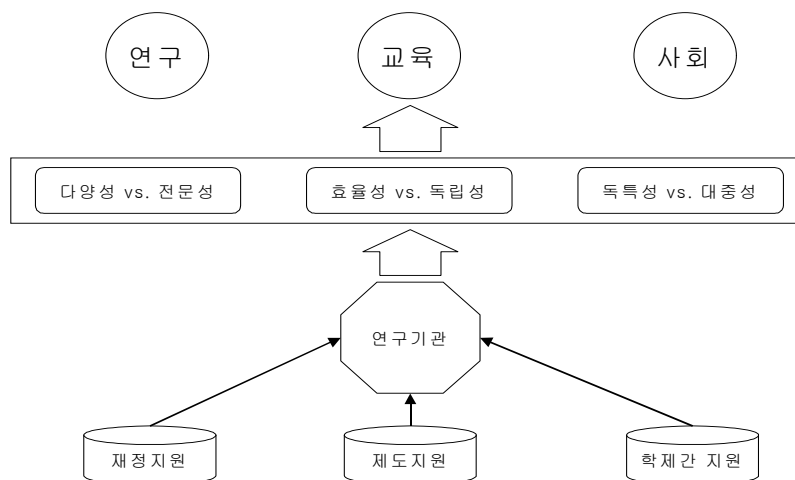 연구
교육
사회
다양성 vs. 전문성
효율성 vs. 독립성
독특성 vs. 대중성
연구기관
재정지원
제도지원
학제간 지원